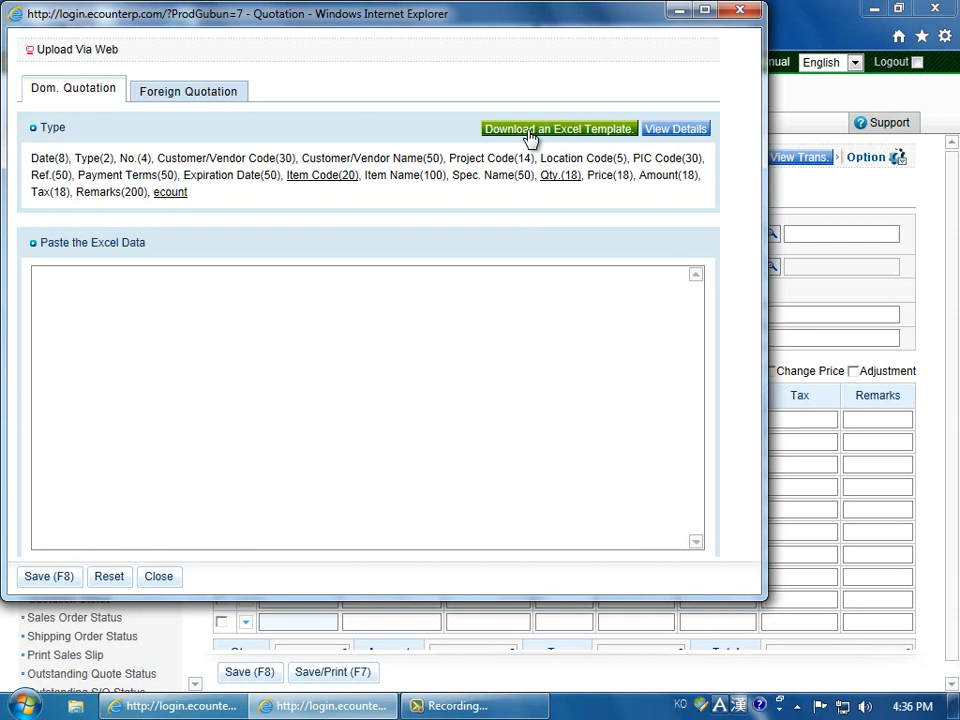 http://login.ecounterp.com/?ProdGubun=7 - Quotation - Windows Internet Explorer
Upload Via Web
Dom. Quotation
Foreign Quotation
Type
Download an Excel Template.
View Details
Date(8), Type(2), No.(4), Customer/Vendor Code(30), Customer/Vendor Name(50), Project Code(14), Location Code(5), PIC Code(30),
Ref.(50), Payment Terms(50), Expiration Date(50), Item Code(20), Item Name(100), Spec. Name(50), Qty.(18), Price(18), Amount(18),
Tax(18), Remarks(200), ecount
Paste the Excel Data
Save (F8)
Reset
Close
English
Logout
Support
View Trans.
Option
Change Price
Adjustment
Tax
Remarks
Sales Order Status
Shipping Order Status
Print Sales Slip
Outstanding Quote Status
Save (F8)
Save/Print (F7)
http://login.ecounte...
http://login.ecounte...
Recording...
KO
A
漢
4:36 PM